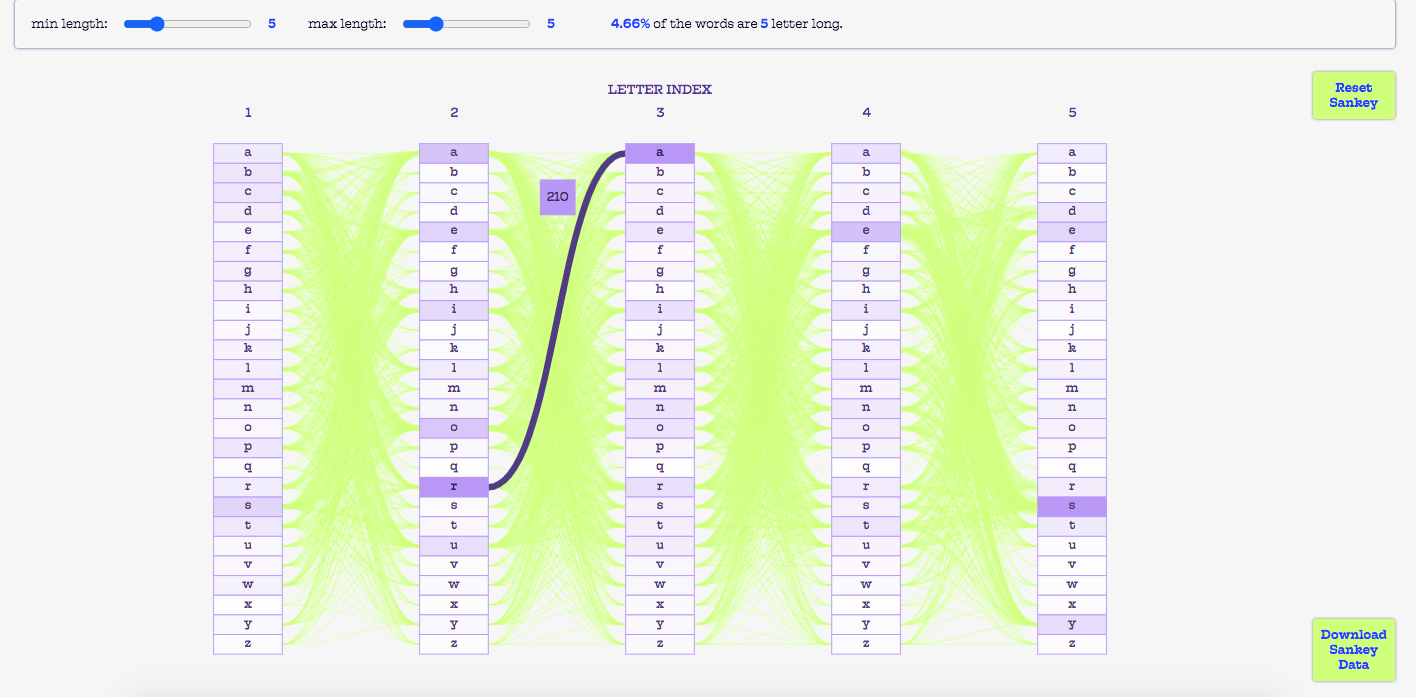 min length: 5 max length: 5 4.66% of the words are 5 letter long.
LETTER INDEX
1 2 3 4 5
Reset
Sankey
a a a a a
b b b b b
c c c c c
210
d d d d d
e e e e e
f f f f f
g g g g g
h h h h h
i i i i i
j j j j j
k k k k k
l l l l l
m m m m m
n n n n n
o o o o o
p p p p p
q q q q q
r r r r r
s s s s s
t t t t t
u u u u u
v v v v v
w w w w w
x x x x x
y y y y y
z z z z z
Download
Sankey
Data